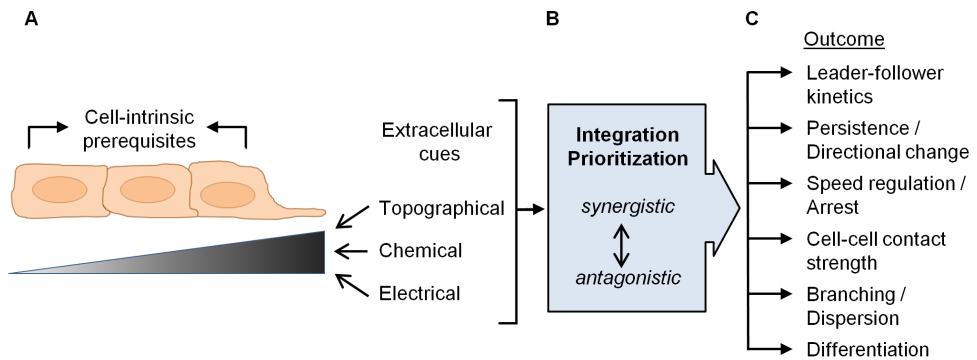 A
Cell-intrinsic
prerequisites
Extracellular
cues
Topographical
Chemical
Electrical
B
Integration
Prioritization
synergistic
antagonistic
C
Outcome
Leader-follower
kinetics
Persistence /
Directional change
Speed regulation /
Arrest
Cell-cell contact
strength
Branching /
Dispersion
Differentiation